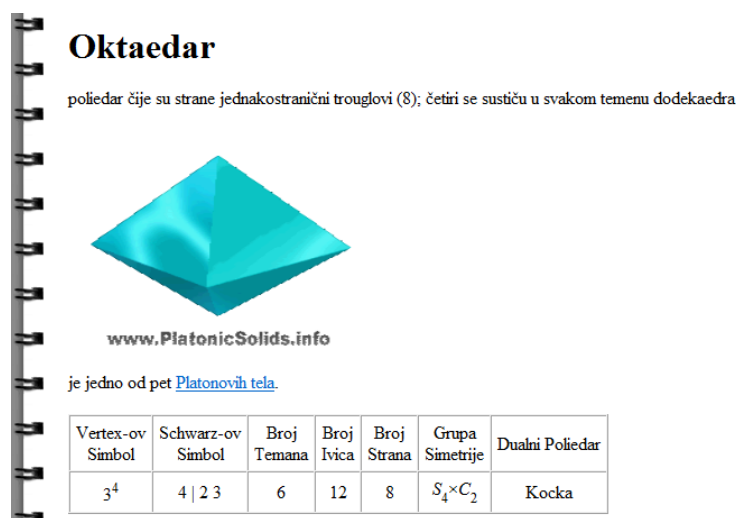 Oktaedar
poliedar čije su strane jednakostranični trouglovi (8); četiri se sustiču u svakom temenu dodekaedra
www.PlatonicSolids.info
je jedno od pet Platonovih tela.
Vertex-ov Simbol | Schwarz-ov Simbol | Broj Temana | Broj Ivica | Broj Strana | Grupa Simetrije | Dualni Poliedar
3⁴ | 4 | 2 3 | 6 | 12 | 8 | S₄×C₂ | Kocka